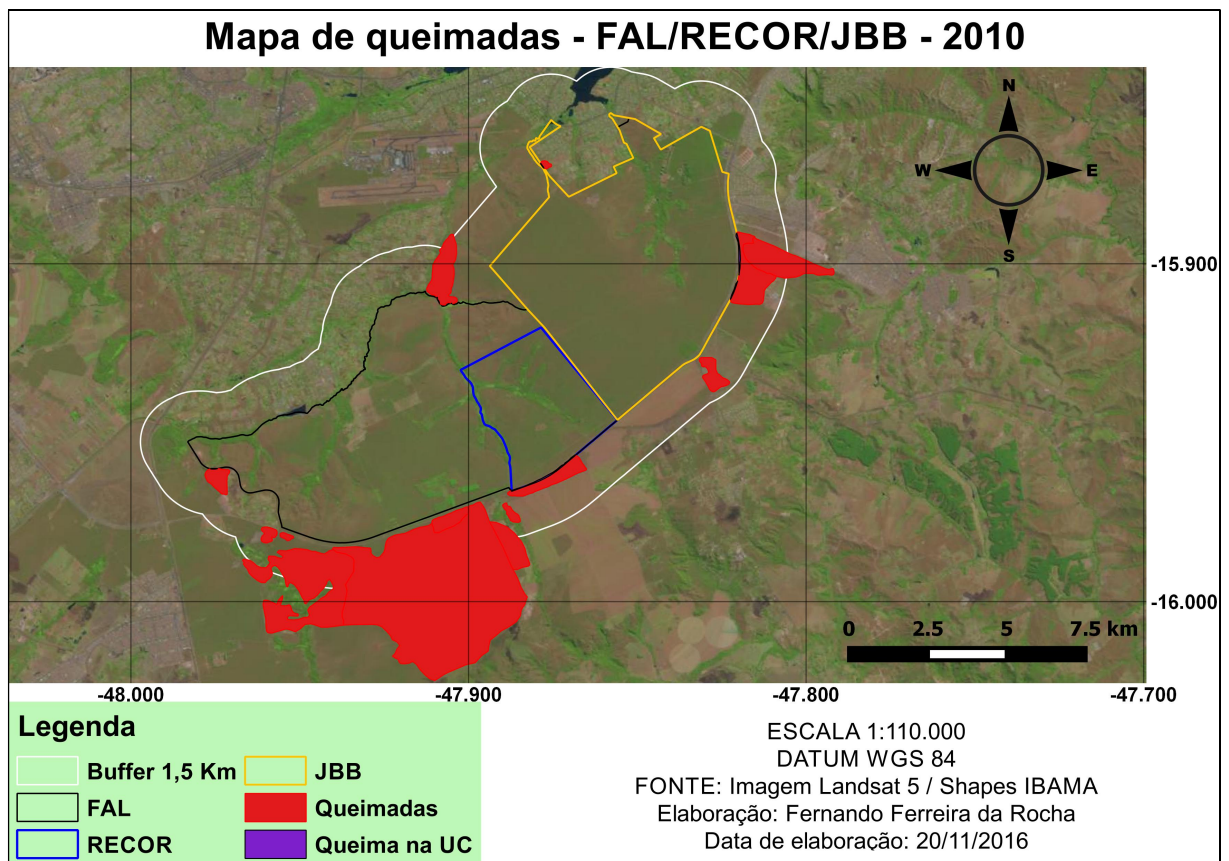 Mapa de queimadas - FAL/RECOR/JBB - 2010
N
W
E
S
-15.900
-16.000
0 2.5 5 7.5 km
-48.000 -47.900 -47.800 -47.700
Legenda
Buffer 1,5 Km
JBB
FAL
Queimadas
RECOR
Queima na UC
ESCALA 1:110.000
DATUM WGS 84
FONTE: Imagem Landsat 5 / Shapes IBAMA
Elaboração: Fernando Ferreira da Rocha
Data de elaboração: 20/11/2016